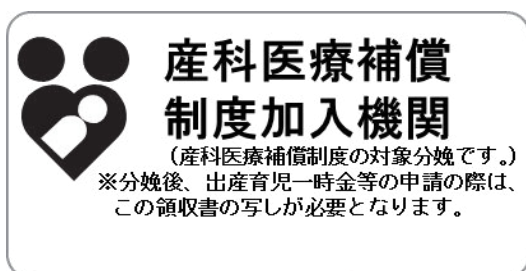 産科医療補償
制度加入機関
(産科医療補償制度の対象分娩です。)
※分娩後、出産育児一時金等の申請の際は、
この領収書の写しが必要となります。